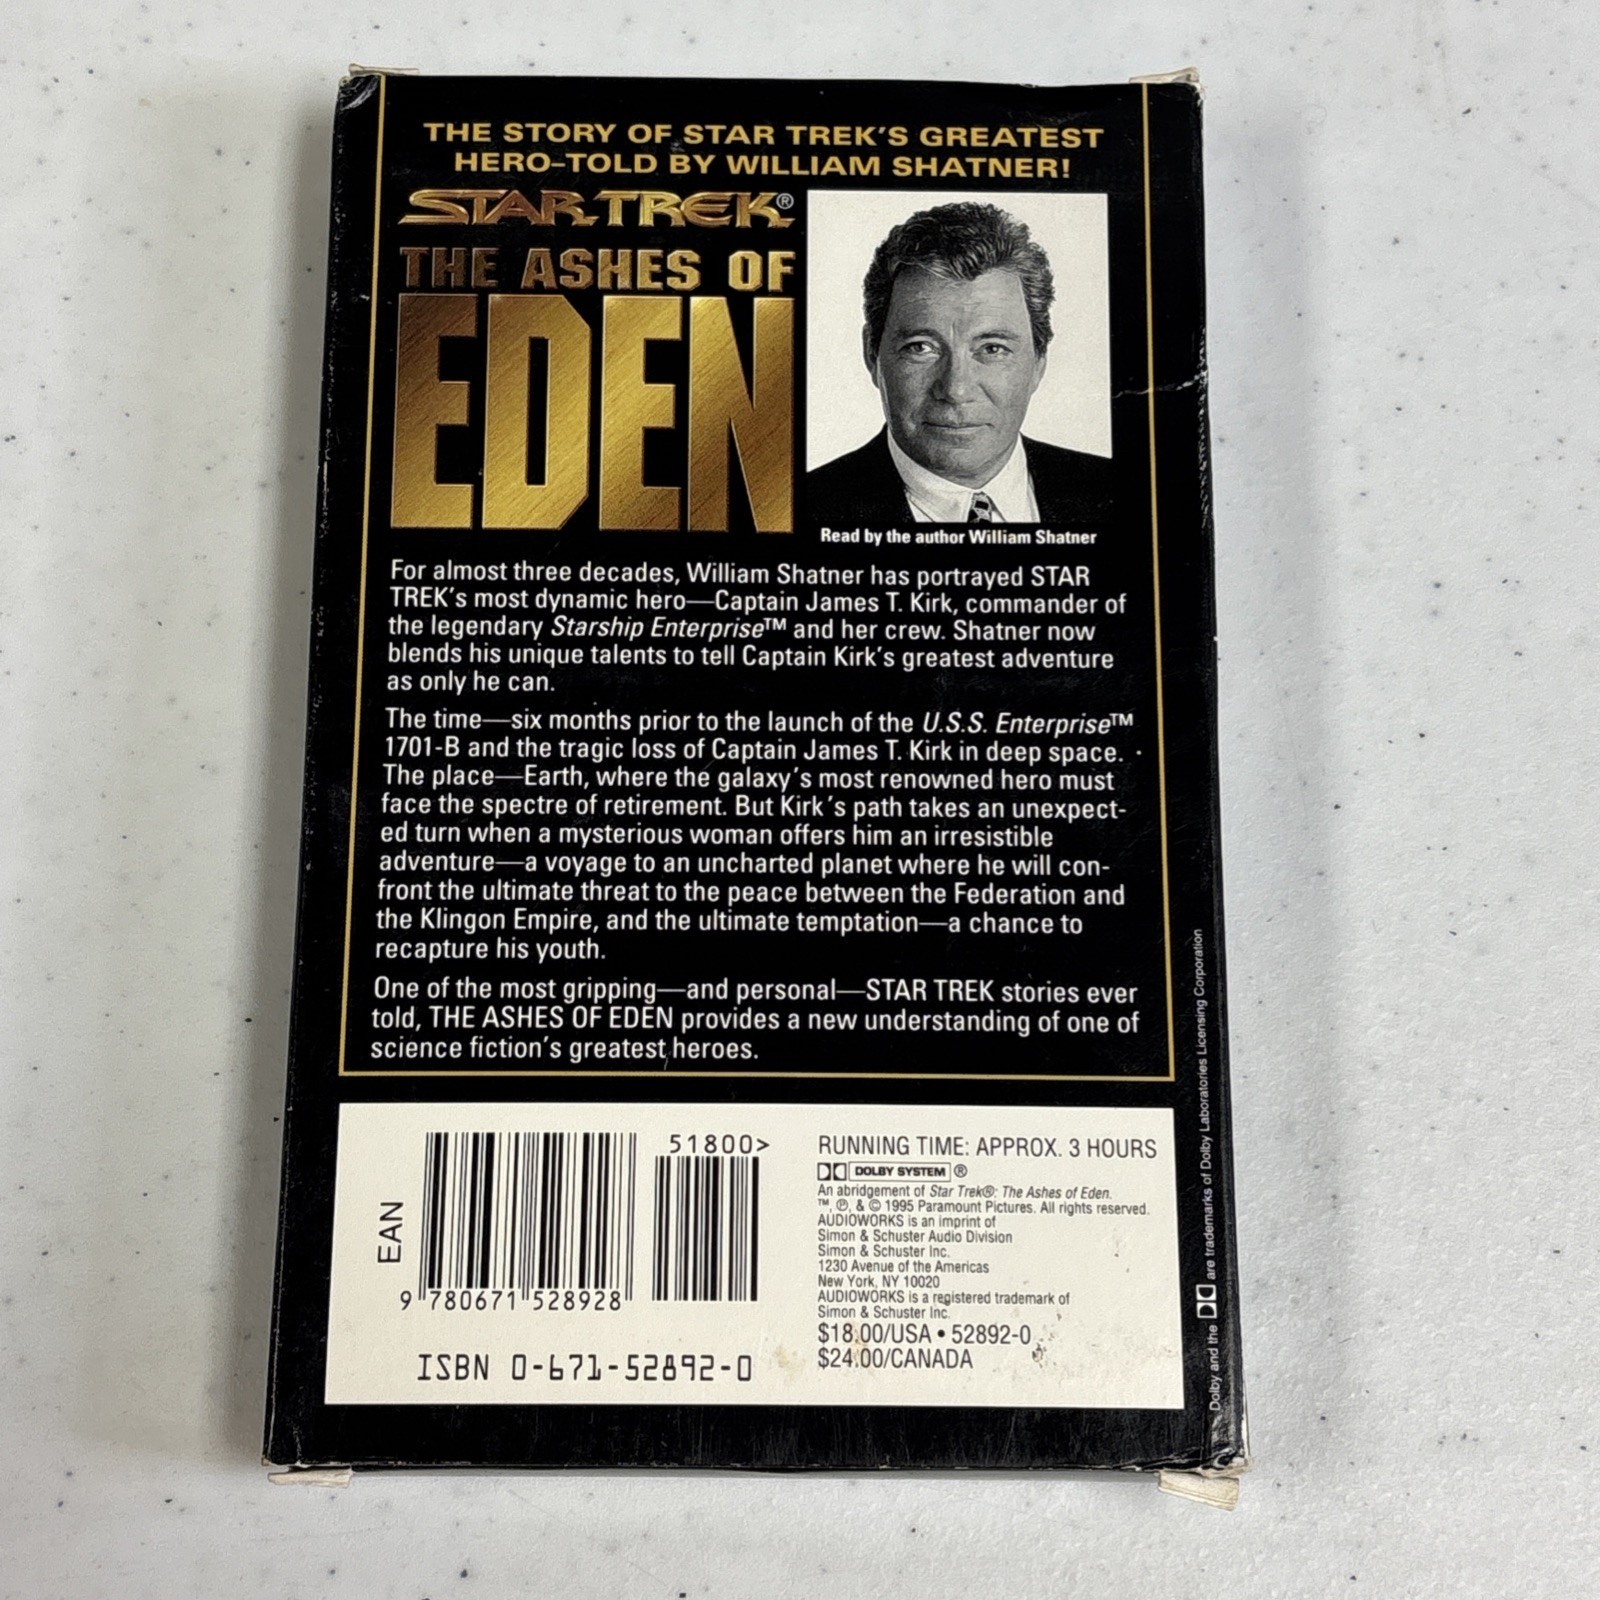 THE STORY OF STAR TREK'S GREATEST
HERO-TOLD BY WILLIAM SHATNER!
STAR TREK®
THE ASHES OF
EDEN
Read by the author William Shatner
For almost three decades, William Shatner has portrayed STAR
TREK's most dynamic hero—Captain James T. Kirk, commander of
the legendary Starship Enterprise™ and her crew. Shatner now
blends his unique talents to tell Captain Kirk's greatest adventure
as only he can.
The time—six months prior to the launch of the U.S.S. Enterprise™
1701-B and the tragic loss of Captain James T. Kirk in deep space.
The place—Earth, where the galaxy's most renowned hero must
face the spectre of retirement. But Kirk's path takes an unexpect-
ed turn when a mysterious woman offers him an irresistible
adventure—a voyage to an uncharted planet where he will con-
front the ultimate threat to the peace between the Federation and
the Klingon Empire, and the ultimate temptation—a chance to
recapture his youth.
One of the most gripping—and personal—STAR TREK stories ever
told, THE ASHES OF EDEN provides a new understanding of one of
science fiction's greatest heroes.
EAN
51800>
9 780671 528928
ISBN 0-671-52892-0
RUNNING TIME: APPROX. 3 HOURS
DOLBY SYSTEM ®
An abridgement of Star Trek®: The Ashes of Eden.
™, ℗, & © 1995 Paramount Pictures. All rights reserved.
AUDIOWORKS is an imprint of
Simon & Schuster Audio Division
Simon & Schuster Inc.
1230 Avenue of the Americas
New York, NY 10020
AUDIOWORKS is a registered trademark of
Simon & Schuster Inc.
$18.00/USA • 52892-0
$24.00/CANADA
Dolby and the are trademarks of Dolby Laboratories Licensing Corporation